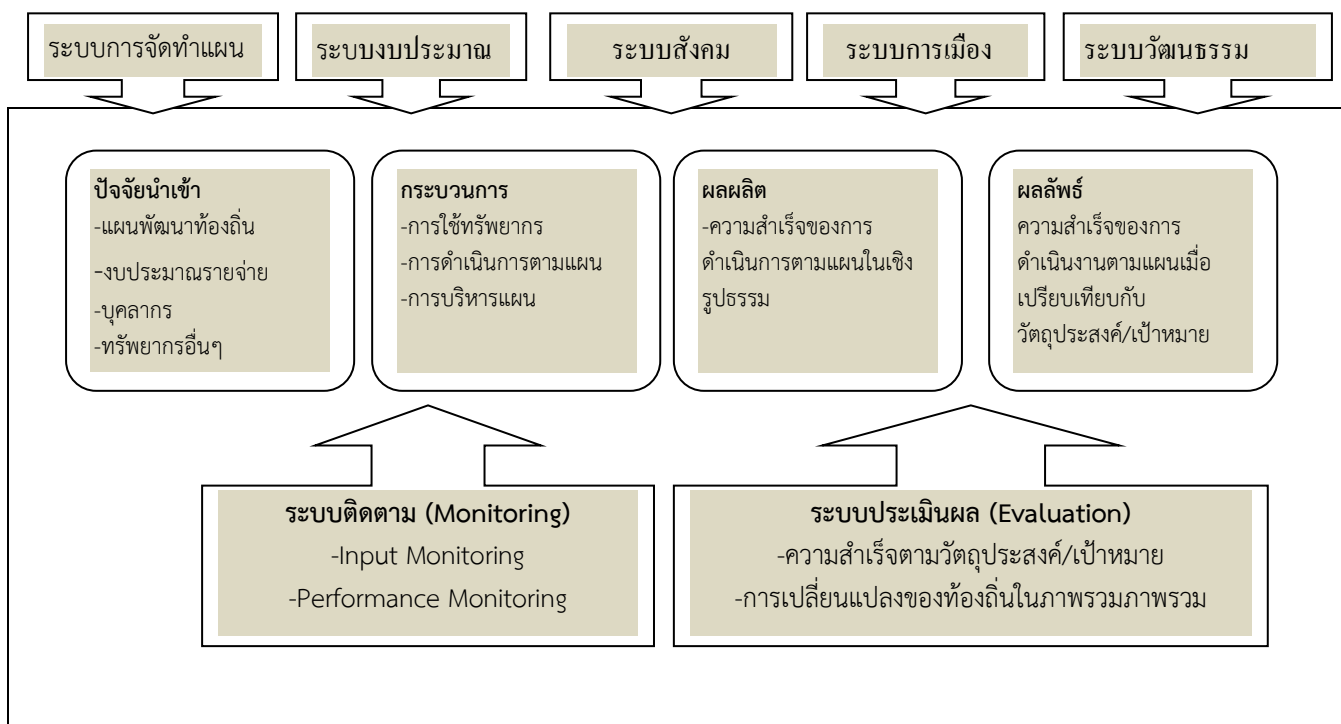 ระบบการจัดทำแผน
ระบบงบประมาณ
ระบบสังคม
ระบบการเมือง
ระบบวัฒนธรรม
ปัจจัยนำเข้า
-แผนพัฒนาท้องถิ่น
-งบประมาณรายจ่าย
-บุคลากร
-ทรัพยากรอื่นๆ
กระบวนการ
-การใช้ทรัพยากร
-การดำเนินการตามแผน
-การบริหารแผน
ผลผลิต
-ความสำเร็จของการ
ดำเนินการตามแผนในเชิง
รูปธรรม
ผลลัพธ์
ความสำเร็จของการ
ดำเนินงานตามแผนเมื่อ
เปรียบเทียบกับ
วัตถุประสงค์/เป้าหมาย
ระบบติดตาม (Monitoring)
-Input Monitoring
-Performance Monitoring
ระบบประเมินผล (Evaluation)
-ความสำเร็จตามวัตถุประสงค์/เป้าหมาย
-การเปลี่ยนแปลงของท้องถิ่นในภาพรวมภาพรวม